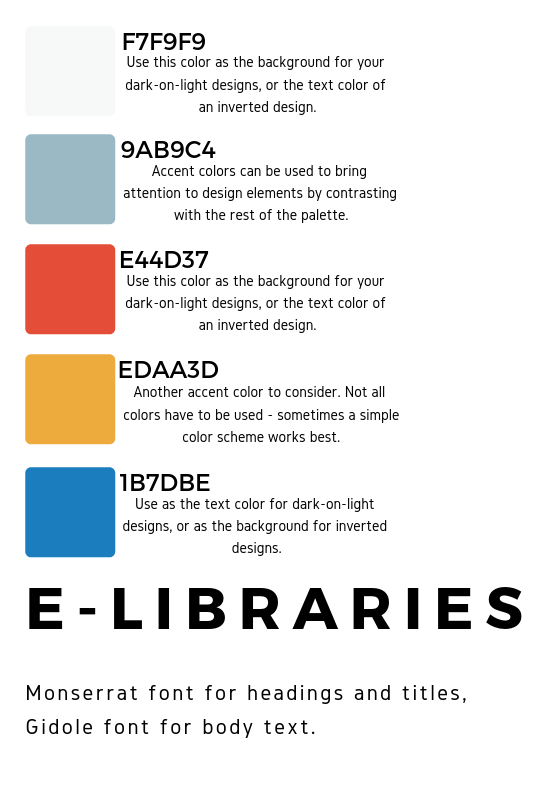 F7F9F9
Use this color as the background for your
dark-on-light designs, or the text color of
an inverted design.
9AB9C4
Accent colors can be used to bring
attention to design elements by contrasting
with the rest of the palette.
E44D37
Use this color as the background for your
dark-on-light designs, or the text color of
an inverted design.
EDAA3D
Another accent color to consider. Not all
colors have to be used - sometimes a simple
color scheme works best.
1B7DBE
Use as the text color for dark-on-light
designs, or as the background for inverted
designs.
E-LIBRARIES
Monserrat font for headings and titles,
Gidole font for body text.